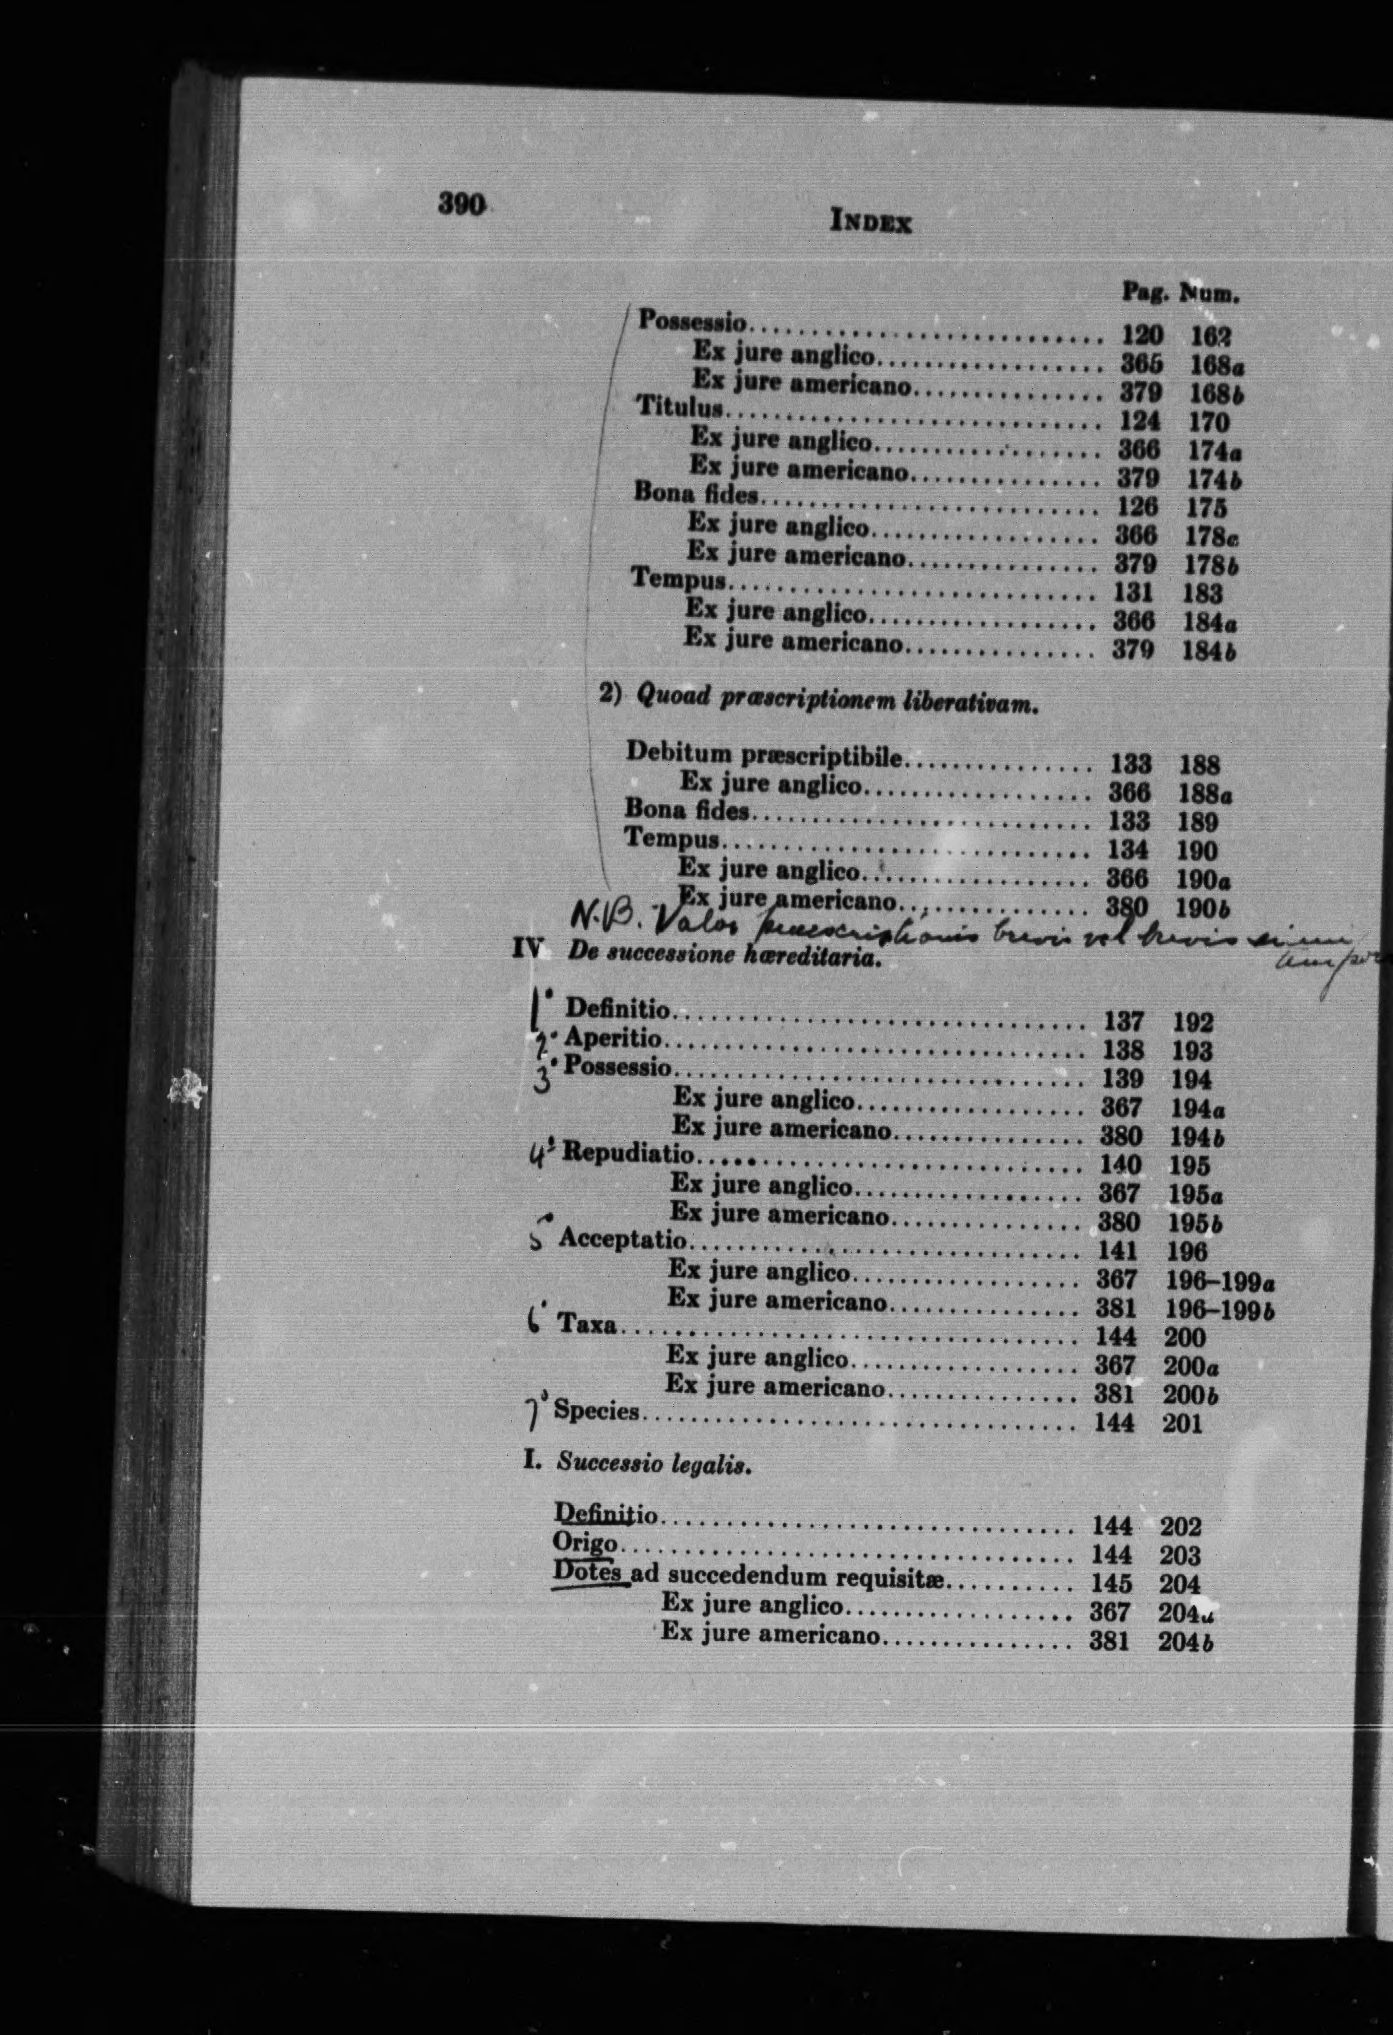 390
INDEX
Pag. Num.
Possessio.............................. 120 162
Ex jure anglico................... 365 168a
Ex jure americano................ 379 168b
Titulus................................ 124 170
Ex jure anglico................... 366 174a
Ex jure americano................ 379 174b
Bona fides............................ 126 175
Ex jure anglico................... 366 178a
Ex jure americano................ 379 178b
Tempus............................... 131 183
Ex jure anglico................... 366 184a
Ex jure americano................ 379 184b
2) Quoad præscriptionem liberativam.
Debitum præscriptibile................ 133 188
Ex jure anglico................... 366 188a
Bona fides............................ 133 189
Tempus............................... 134 190
Ex jure anglico................... 366 190a
Ex jure americano................ 380 190b
N.B. Valor praescriptionis brevis vel brevis
IV De successione hæreditaria.
1° Definitio................................ 137 192
2° Aperitio................................ 138 193
3° Possessio................................ 139 194
Ex jure anglico................... 367 194a
Ex jure americano................ 380 194b
4° Repudiatio.............................. 140 195
Ex jure anglico................... 367 195a
Ex jure americano................ 380 195b
5° Acceptatio.............................. 141 196
Ex jure anglico................... 367 196–199a
Ex jure americano................ 381 196–199b
6° Taxa.................................... 144 200
Ex jure anglico................... 367 200a
Ex jure americano................ 381 200b
7° Species.................................. 144 201
I. Successio legalis.
Definitio................................ 144 202
Origo................................... 144 203
Dotes ad succedendum requisitæ........... 145 204
Ex jure anglico................... 367 204a
Ex jure americano................ 381 204b